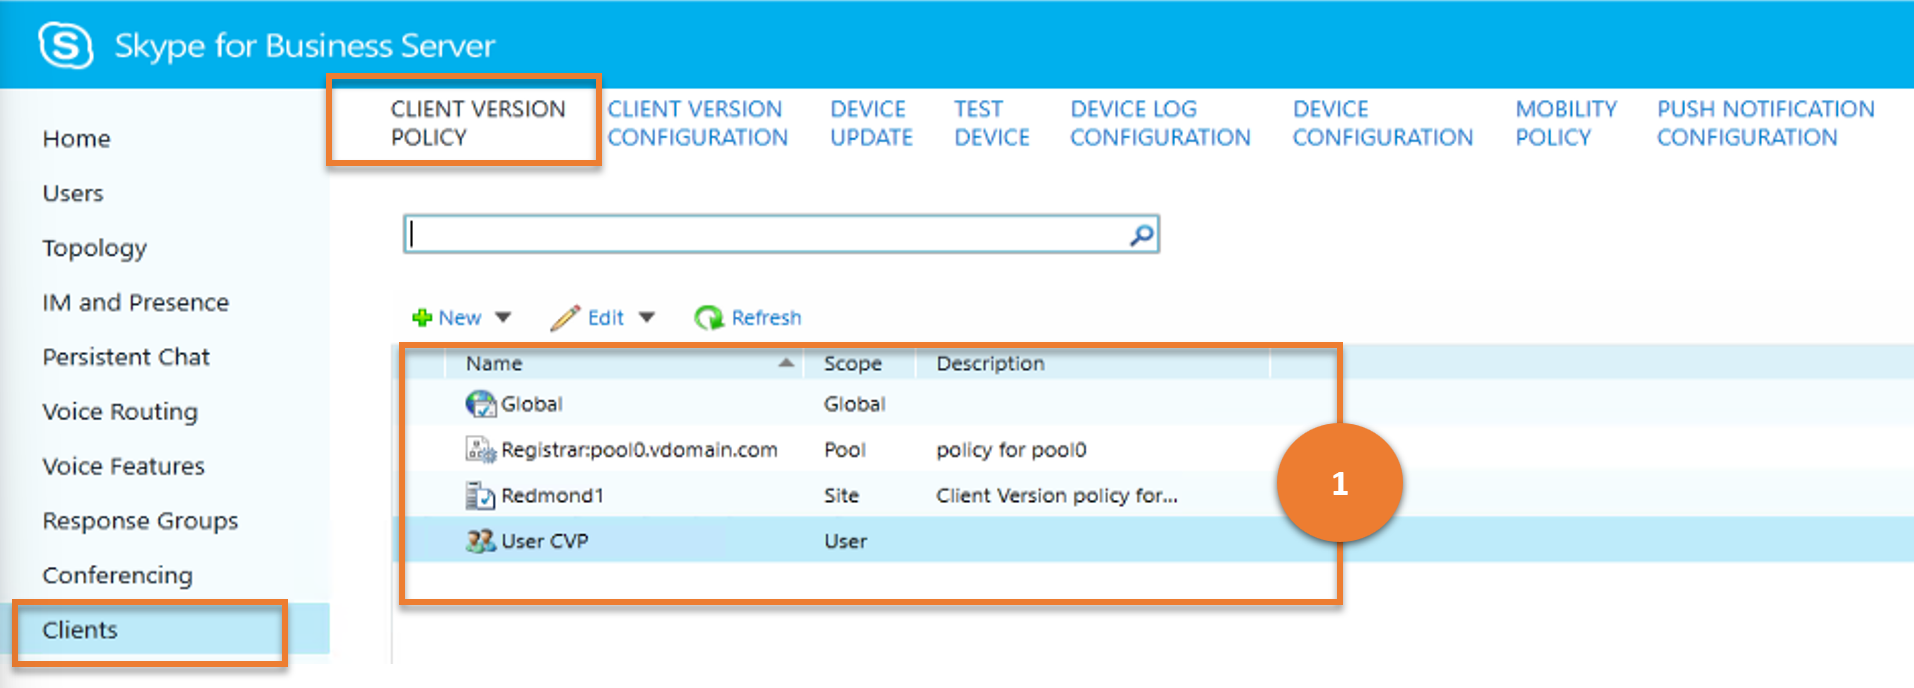 Skype for Business Server
CLIENT VERSION POLICY
CLIENT VERSION CONFIGURATION
DEVICE UPDATE
TEST DEVICE
DEVICE LOG CONFIGURATION
DEVICE CONFIGURATION
MOBILITY POLICY
PUSH NOTIFICATION CONFIGURATION
Home
Users
Topology
IM and Presence
Persistent Chat
Voice Routing
Voice Features
Response Groups
Conferencing
Clients
New Edit Refresh
Name Scope Description
Global Global
Registrar:pool0.vdomain.com Pool policy for pool0
Redmond1 Site Client Version policy for...
User CVP User
1